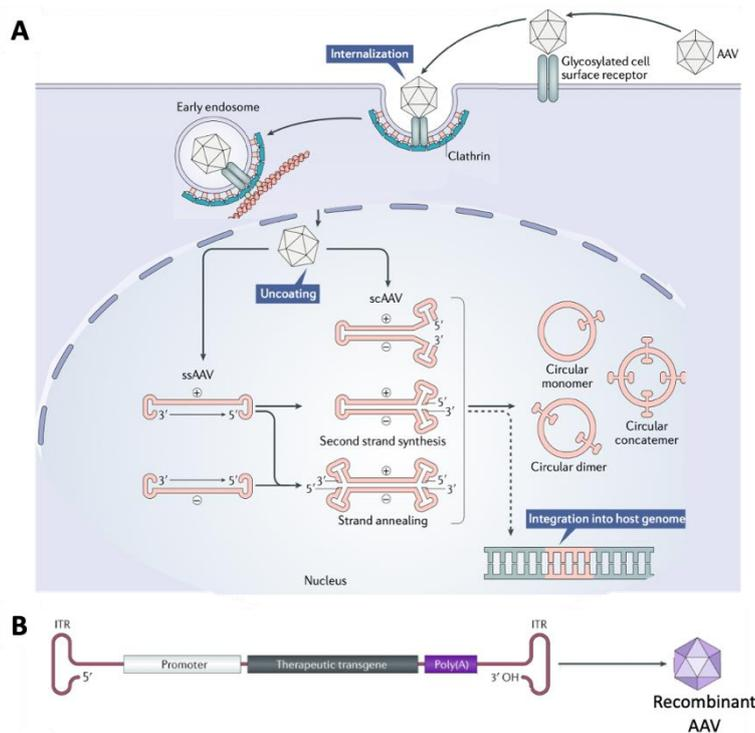 A
Internalization
AAV
Glycosylated cell
surface receptor
Early endosome
Clathrin
Uncoating
scAAV
+
5′
3′
−
ssAAV
+
3′ 5′
+
5′
3′
−
Second strand synthesis
Circular
monomer
Circular
concatemer
Circular dimer
3′ 5′
−
+
3′ 5′
5′ 3′
−
Strand annealing
Integration into host genome
Nucleus
B
ITR ITR
Promoter Therapeutic transgene Poly(A)
5′ 3′ OH
Recombinant
AAV